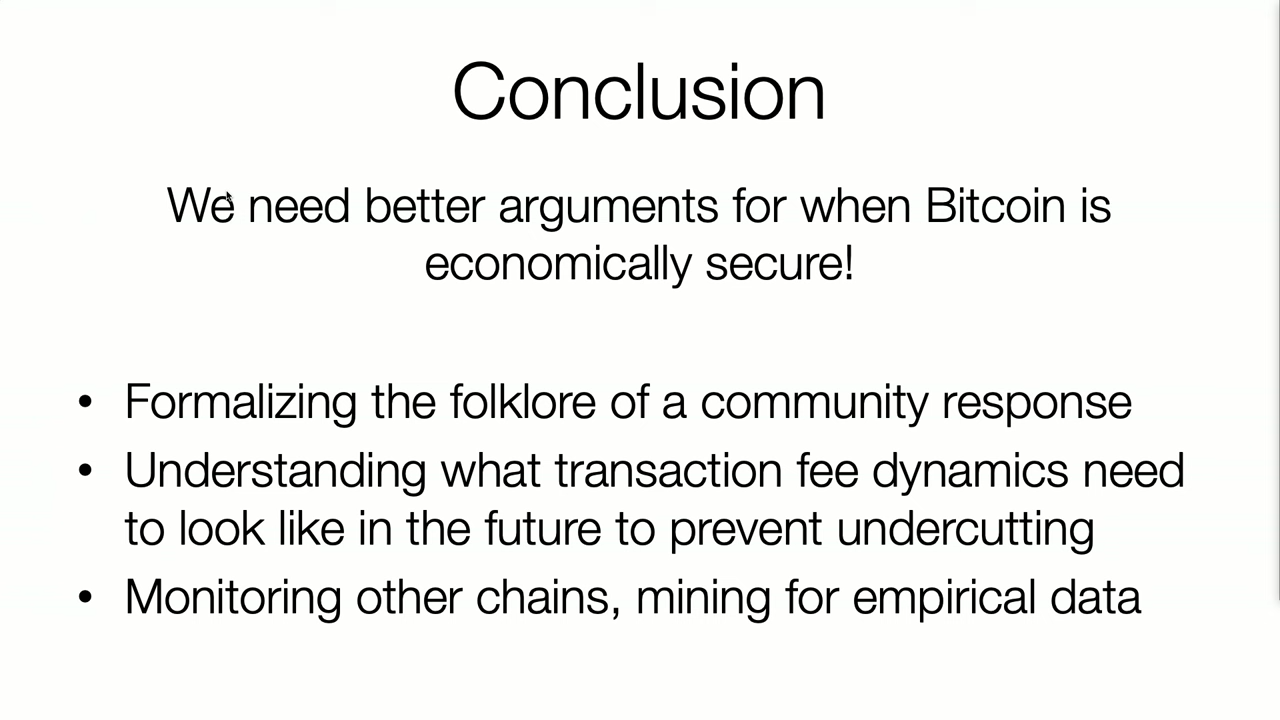 Conclusion
We need better arguments for when Bitcoin is
economically secure!
• Formalizing the folklore of a community response
• Understanding what transaction fee dynamics need
to look like in the future to prevent undercutting
• Monitoring other chains, mining for empirical data